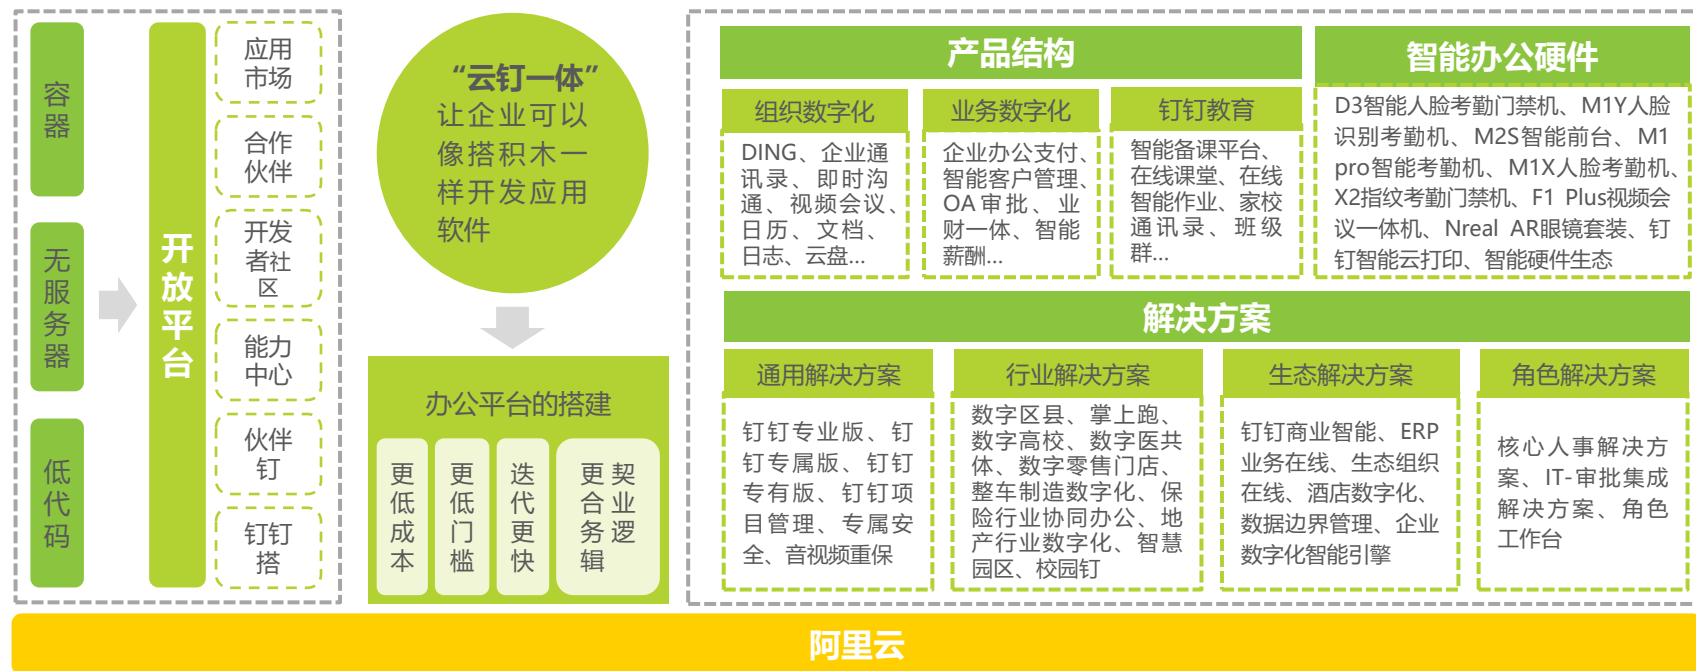 容器
无服务器
低代码
开放平台
应用
市场
合作
伙伴
开发
者社
区
能力
中心
伙伴
钉
钉钉
搭
“云钉一体”
让企业可以
像搭积木一
样开发应用
软件
办公平台的搭建
更低成本
更低门槛
迭代更快
更合务辑
契业逻
产品结构
组织数字化
DING、企业通
讯录、即时沟
通、视频会议、
日历、文档、
日志、云盘...
业务数字化
企业办公支付、
智能客户管理、
OA审批、业
财一体、智能
薪酬...
钉钉教育
智能备课平台、
在线课堂、在线
智能作业、家校
通讯录、班级
群...
智能办公硬件
D3智能人脸考勤门禁机、M1Y人脸
识别考勤机、M2S智能前台、M1
pro智能考勤机、M1X人脸考勤机、
X2指纹考勤门禁机、F1 Plus视频会
议一体机、Nreal AR眼镜套装、钉
钉智能云打印、智能硬件生态
解决方案
通用解决方案
钉钉专业版、钉
钉专属版、钉钉
专有版、钉钉项
目管理、专属安
全、音视频重保
行业解决方案
数字区县、掌上跑、
数字高校、数字医共
体、数字零售门店、
整车制造数字化、保
险行业协同办公、地
产行业数字化、智慧
园区、校园钉
生态解决方案
钉钉商业智能、ERP
业务在线、生态组织
在线、酒店数字化、
数据边界管理、企业
数字化智能引擎
角色解决方案
核心人事解决方
案、IT-审批集成
解决方案、角色
工作台
阿里云